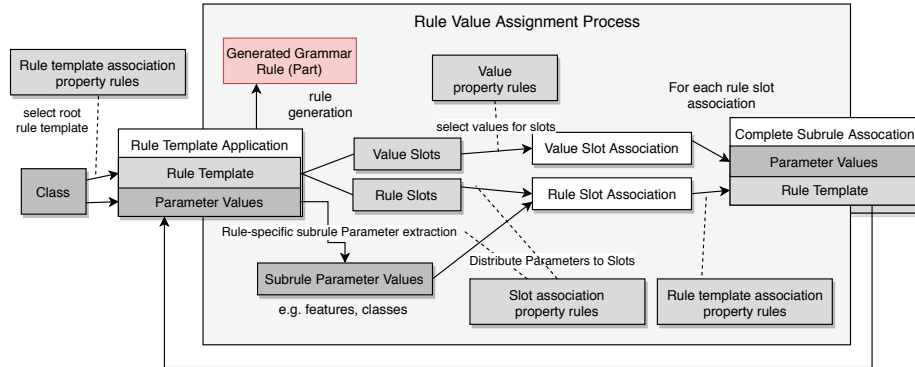 Rule Value Assignment Process
Rule template association
property rules
Generated Grammar
Rule (Part)
Value
property rules
For each rule slot
association
select root
rule template
rule
generation
select values for slots
Rule Template Application
Value Slots
Value Slot Association
Complete Subrule Assocation
Rule Template
Parameter Values
Class
Rule Slots
Rule Slot Association
Rule Template
Parameter Values
Rule-specific subrule Parameter extraction
Distribute Parameters to Slots
Subrule Parameter Values
e.g. features, classes
Slot association
property rules
Rule template association
property rules